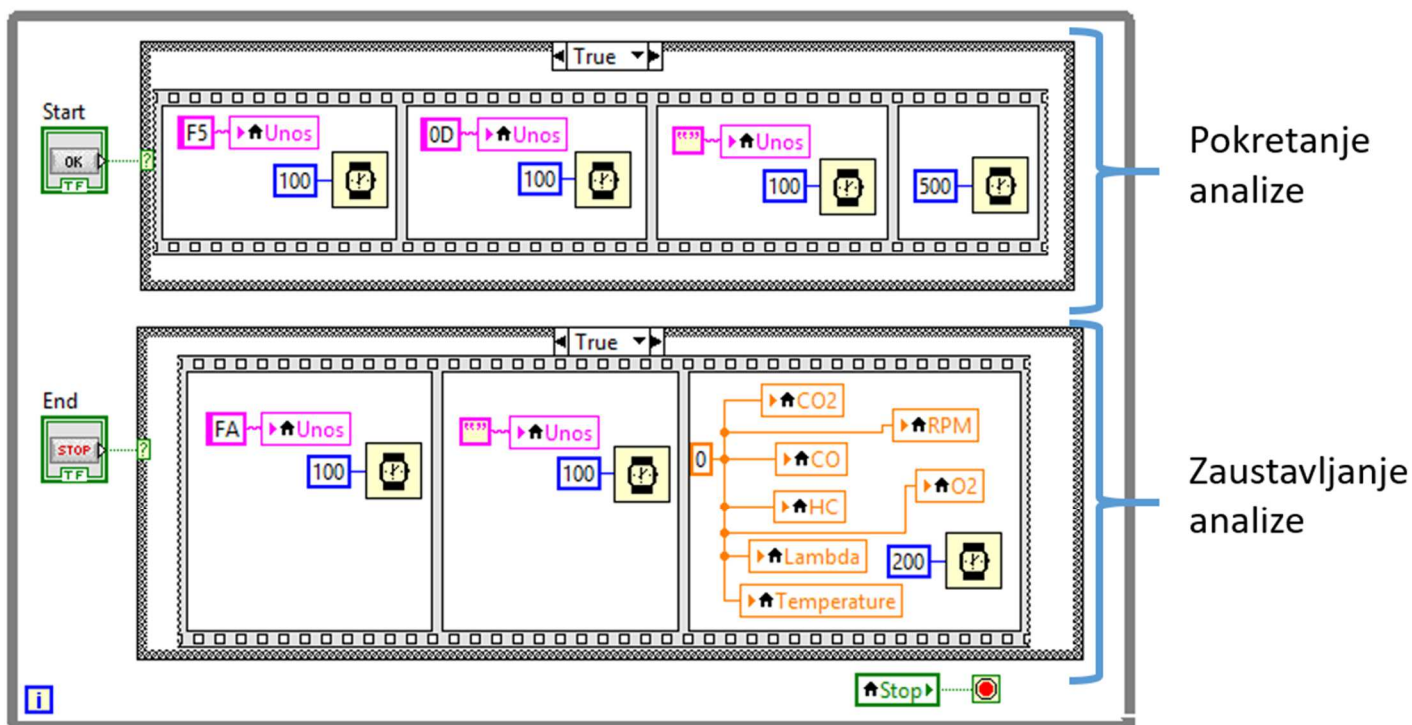 True
Start
OK
TF
?
F5 Unos
100
0D Unos
100
"" Unos
100
500
Pokretanje
analize
True
End
STOP
TF
?
FA Unos
100
"" Unos
100
0
CO2
RPM
CO
O2
HC
Lambda
200
Temperature
Zaustavljanje
analize
Stop
i